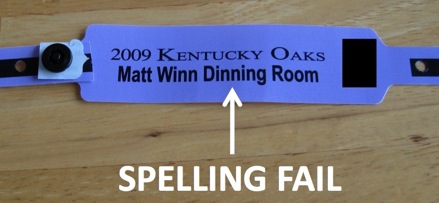 2009 KENTUCKY OAKS
Matt Winn Dinning Room
SPELLING FAIL